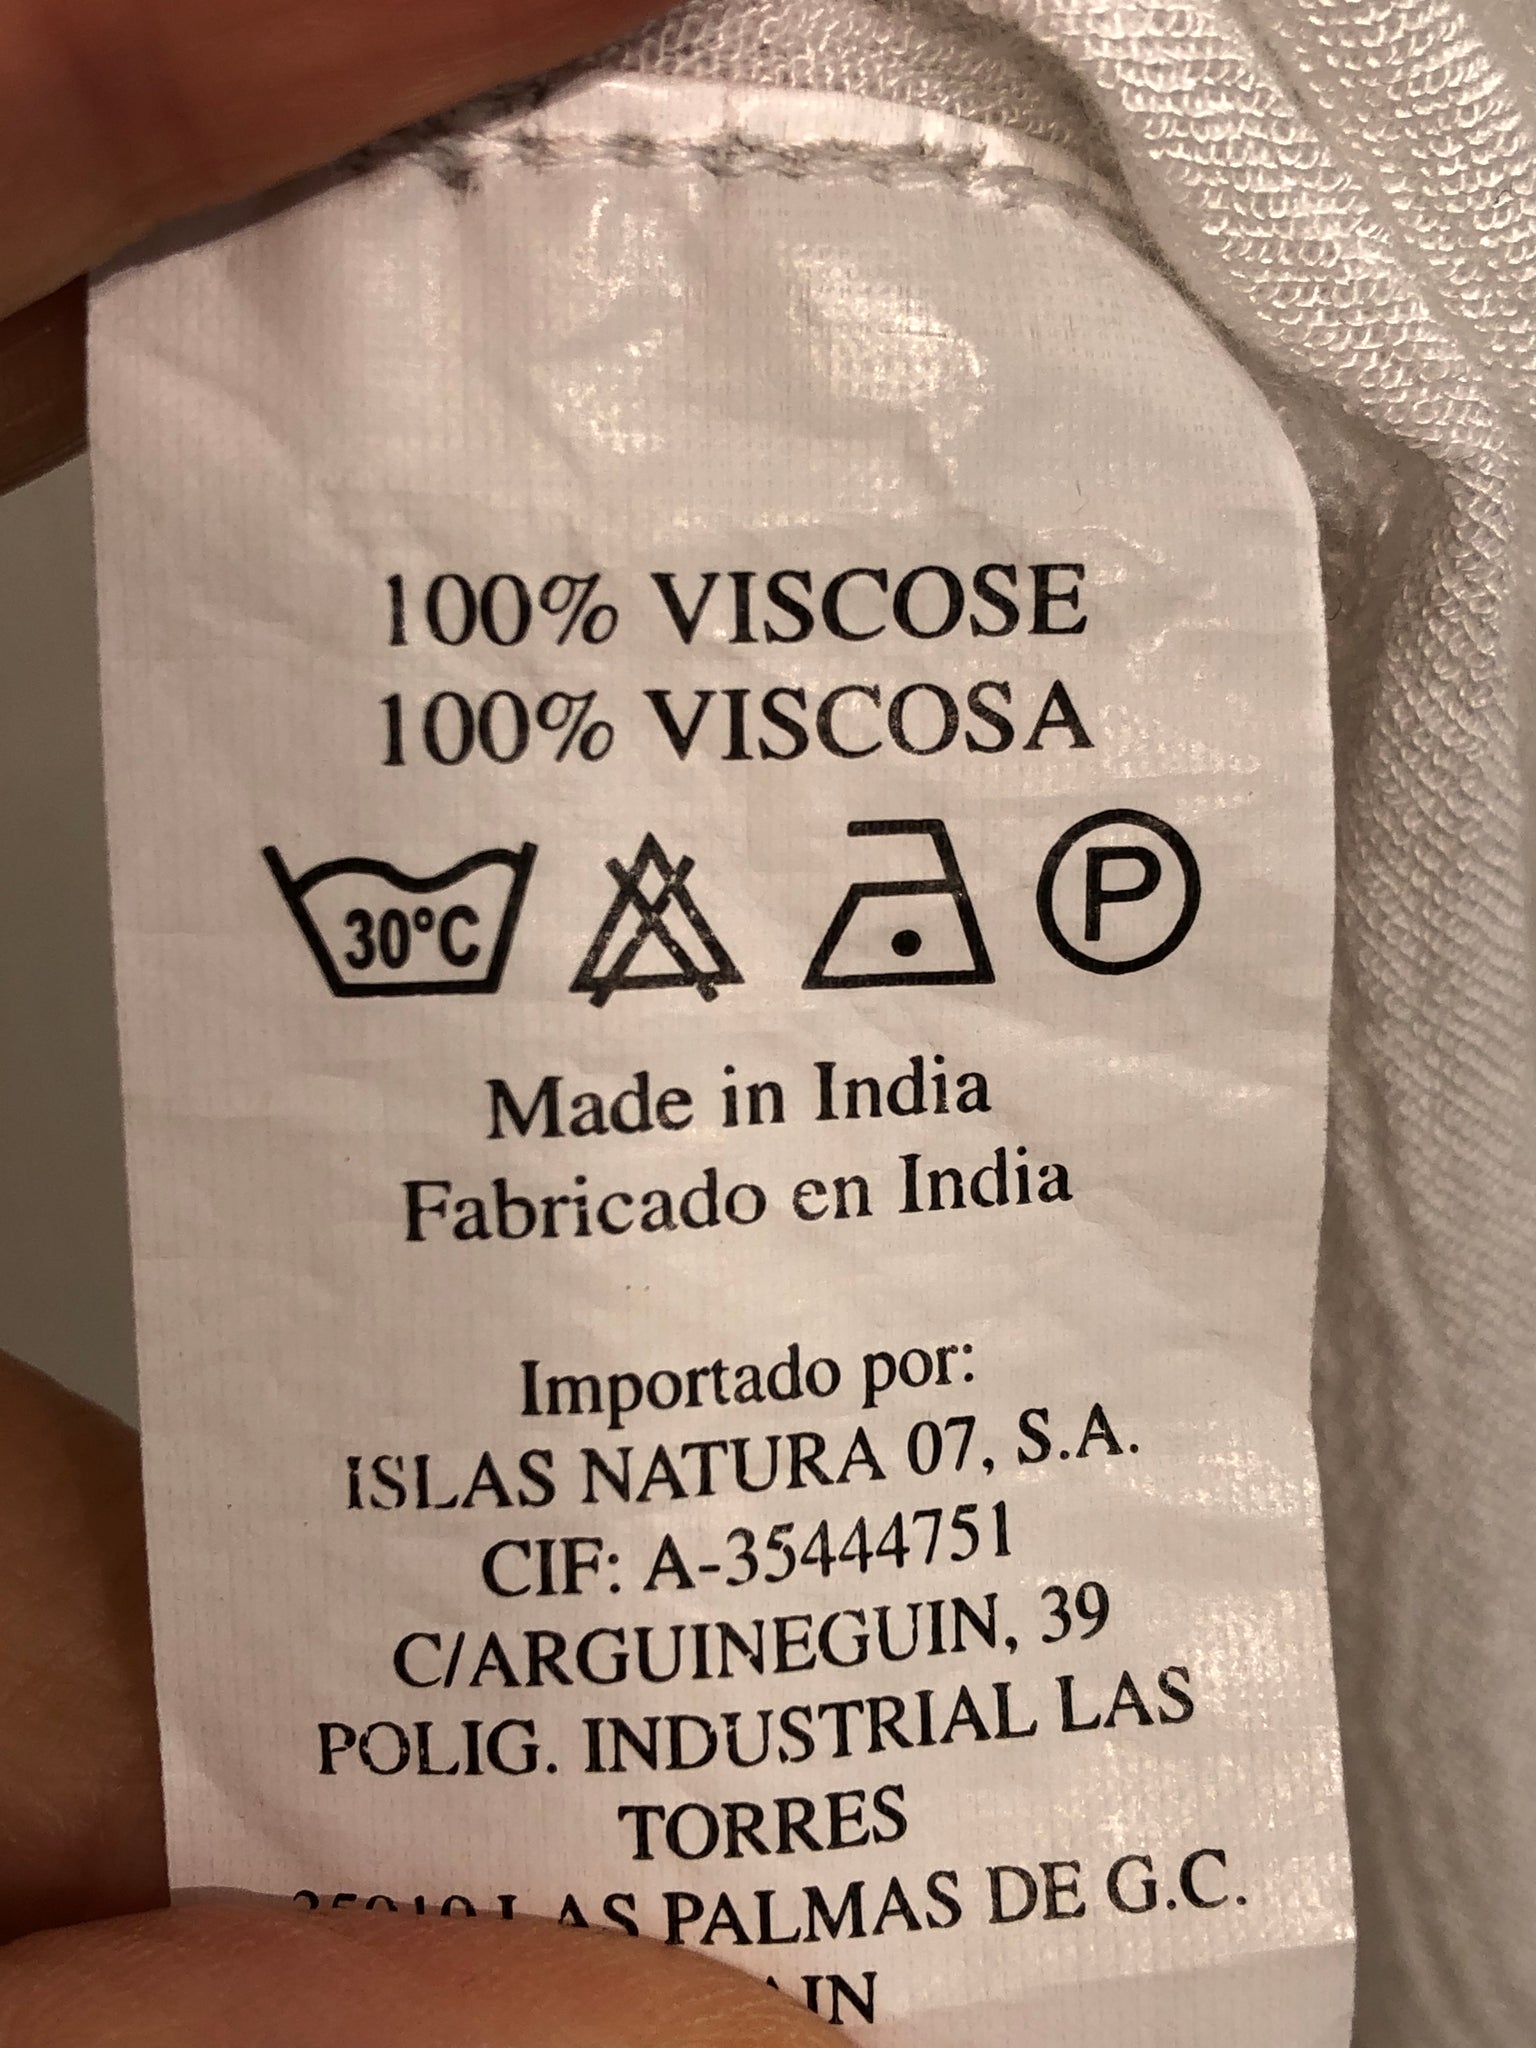 100% VISCOSE
100% VISCOSA
30°C P
Made in India
Fabricado en India
Importado por:
ISLAS NATURA 07, S.A.
CIF: A-35444751
C/ARGUINEGUIN, 39
POLIG. INDUSTRIAL LAS
TORRES
LAS PALMAS DE G.C.